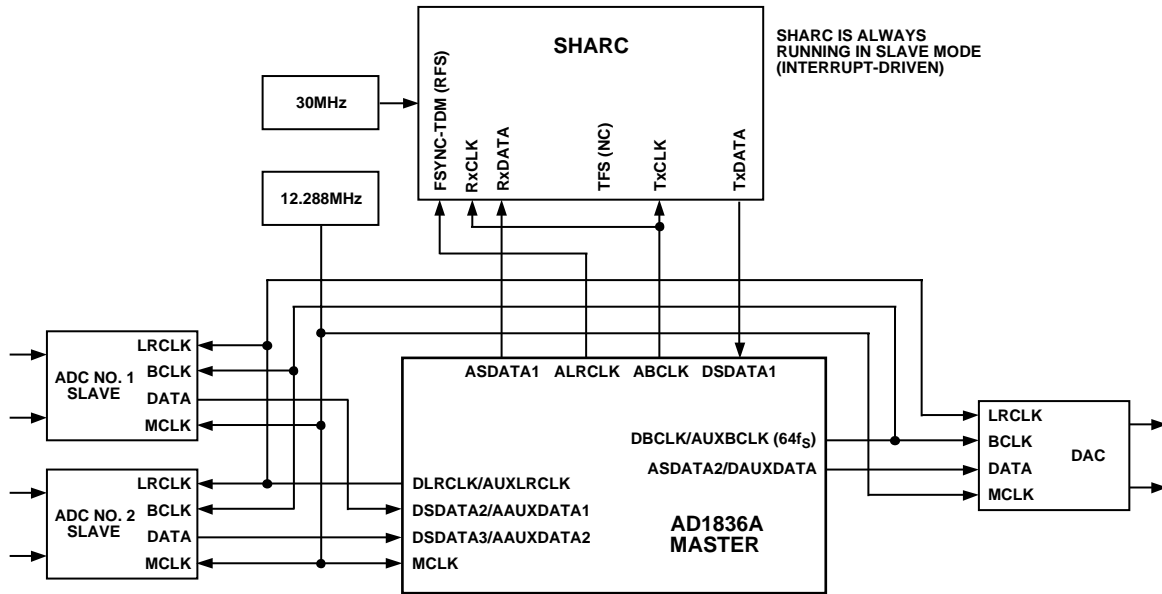 SHARC
SHARC IS ALWAYS
RUNNING IN SLAVE MODE
(INTERRUPT-DRIVEN)
30MHz
12.288MHz
FSYNC-TDM (RFS)
RxCLK
RxDATA
TFS (NC)
TxCLK
TxDATA
ADC NO. 1
SLAVE
LRCLK
BCLK
DATA
MCLK
ADC NO. 2
SLAVE
LRCLK
BCLK
DATA
MCLK
ASDATA1
ALRCLK
ABCLK
DSDATA1
DBCLK/AUXBCLK (64fS)
ASDATA2/DAUXDATA
DLRCLK/AUXLRCLK
DSDATA2/AAUXDATA1
DSDATA3/AAUXDATA2
MCLK
AD1836A
MASTER
LRCLK
BCLK
DATA
MCLK
DAC